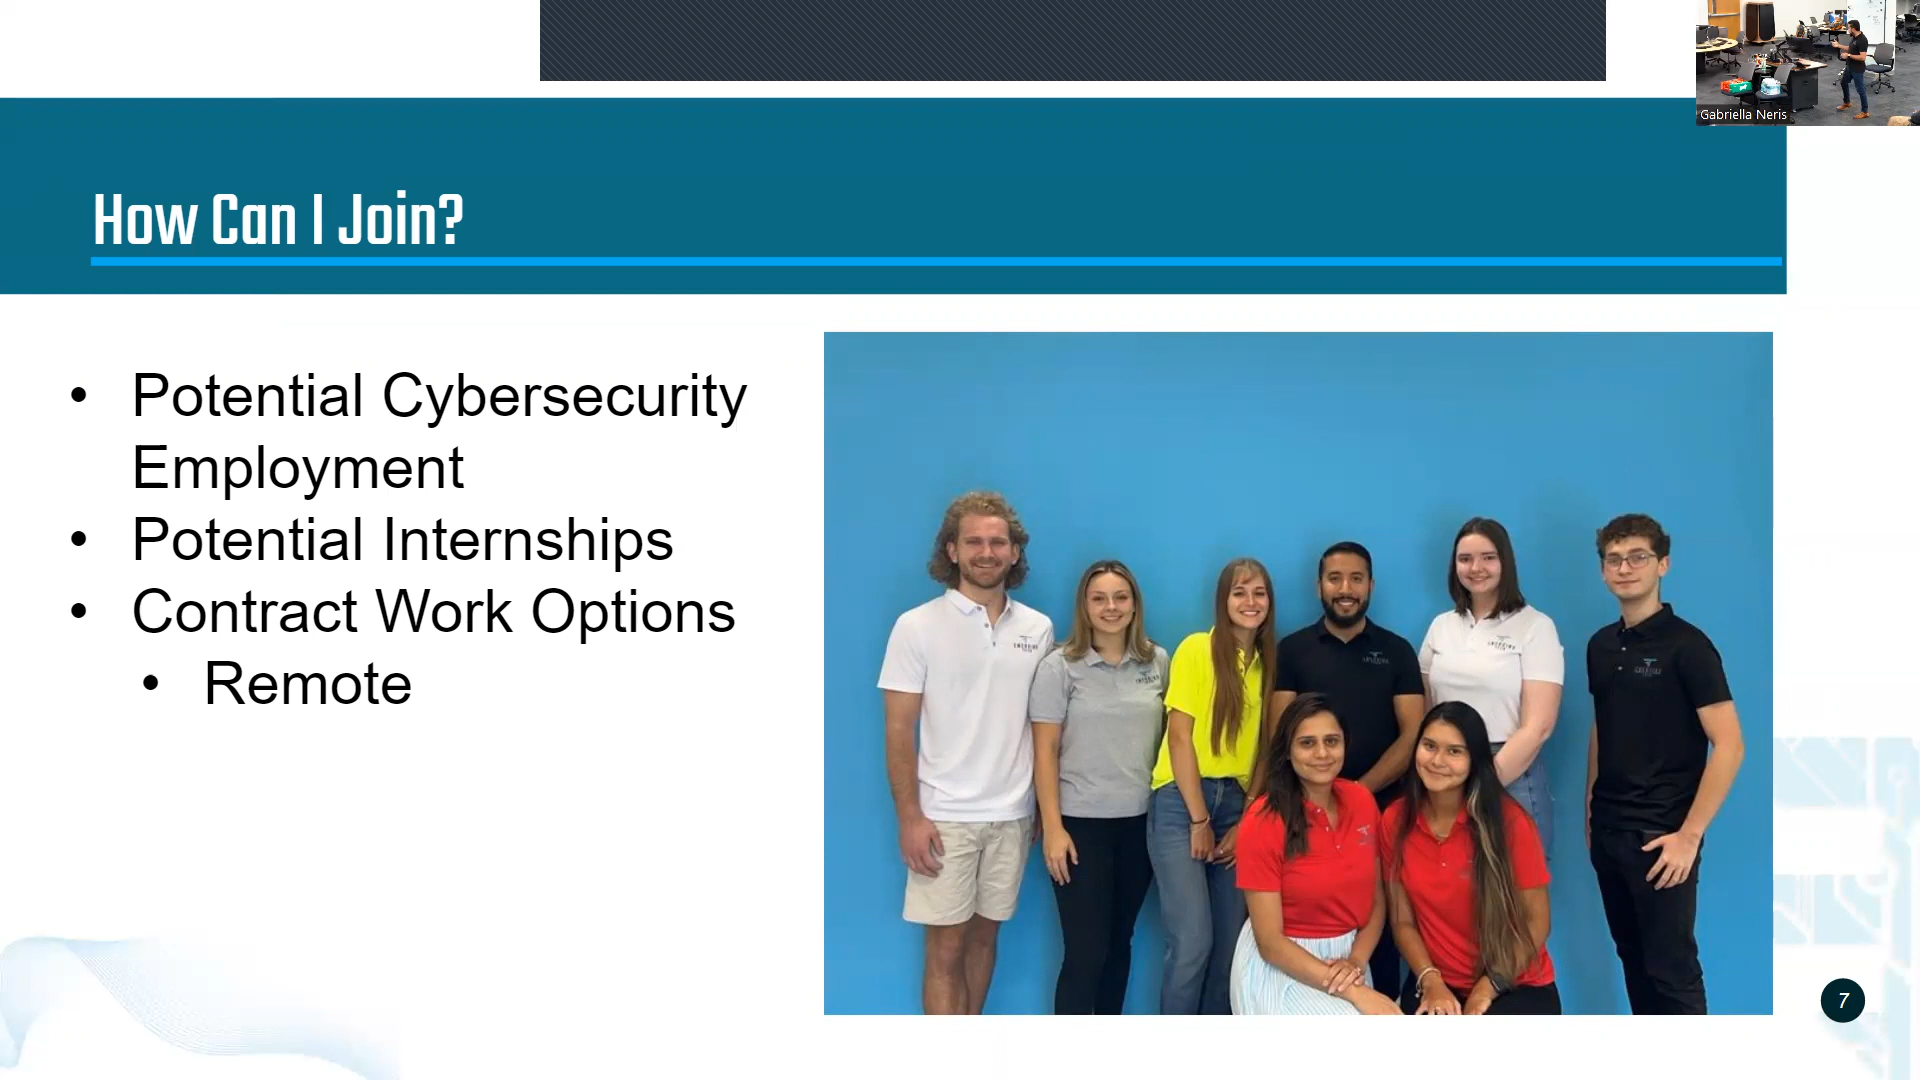 Gabriella Neris
How Can I Join?
• Potential Cybersecurity
Employment
• Potential Internships
• Contract Work Options
• Remote
7